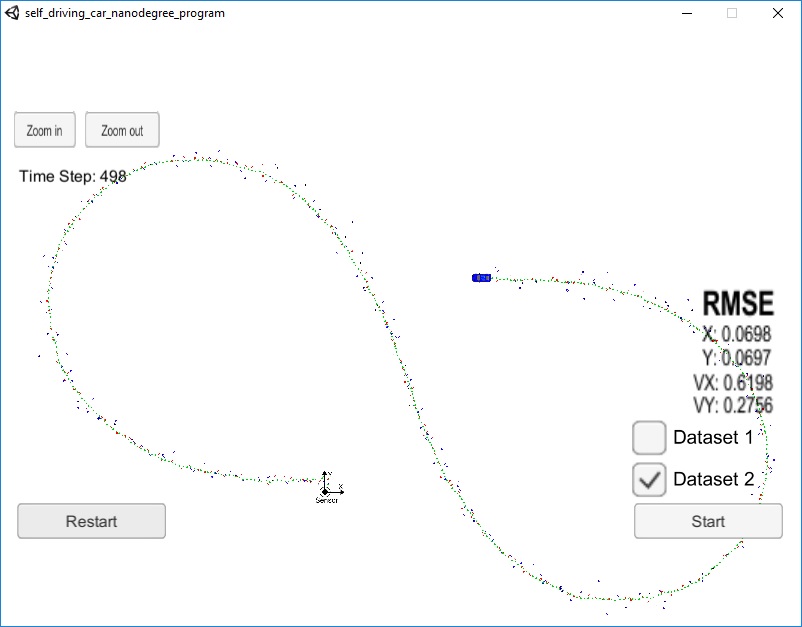 self_driving_car_nanodegree_program
Zoom in
Zoom out
Time Step: 498
RMSE
X: 0.0698
Y: 0.0697
VX: 0.6198
VY: 0.2756
Dataset 1
Dataset 2
Y
X
Sensor
Restart
Start